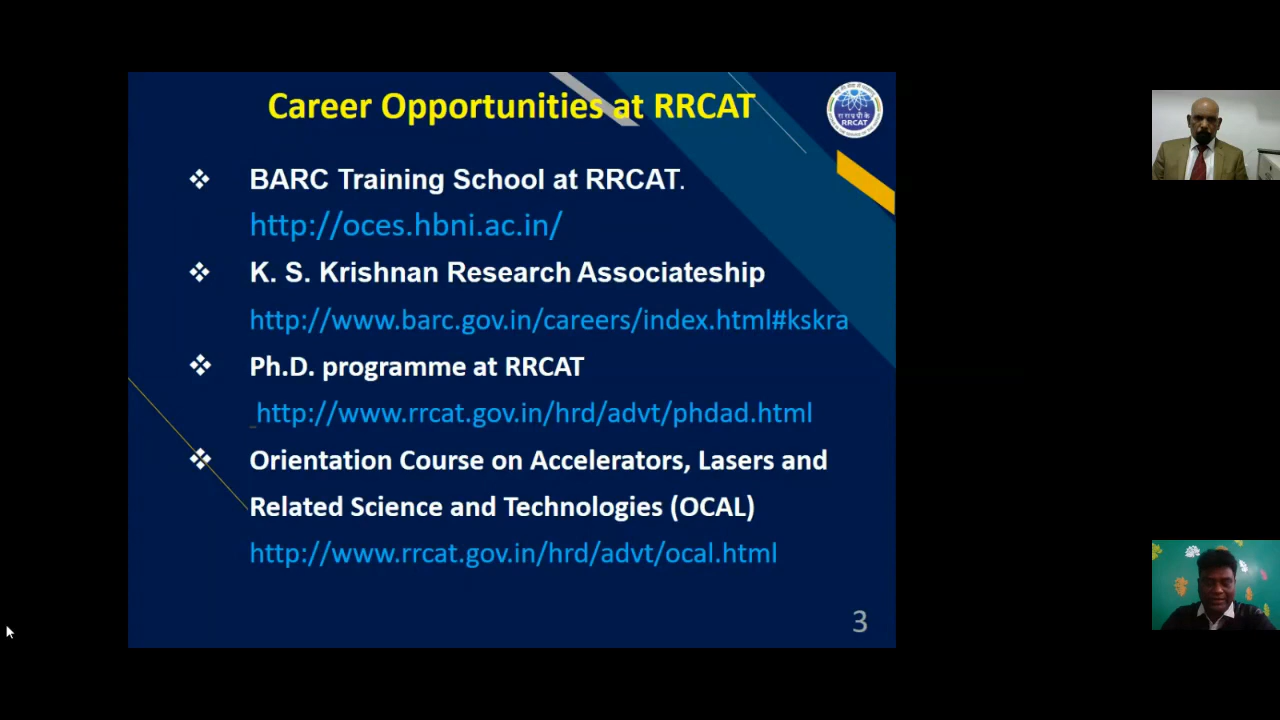 Career Opportunities at RRCAT
RRCAT
❖ BARC Training School at RRCAT.
http://oces.hbni.ac.in/
❖ K. S. Krishnan Research Associateship
http://www.barc.gov.in/careers/index.html#kskra
❖ Ph.D. programme at RRCAT
http://www.rrcat.gov.in/hrd/advt/phdad.html
❖ Orientation Course on Accelerators, Lasers and
Related Science and Technologies (OCAL)
http://www.rrcat.gov.in/hrd/advt/ocal.html
3